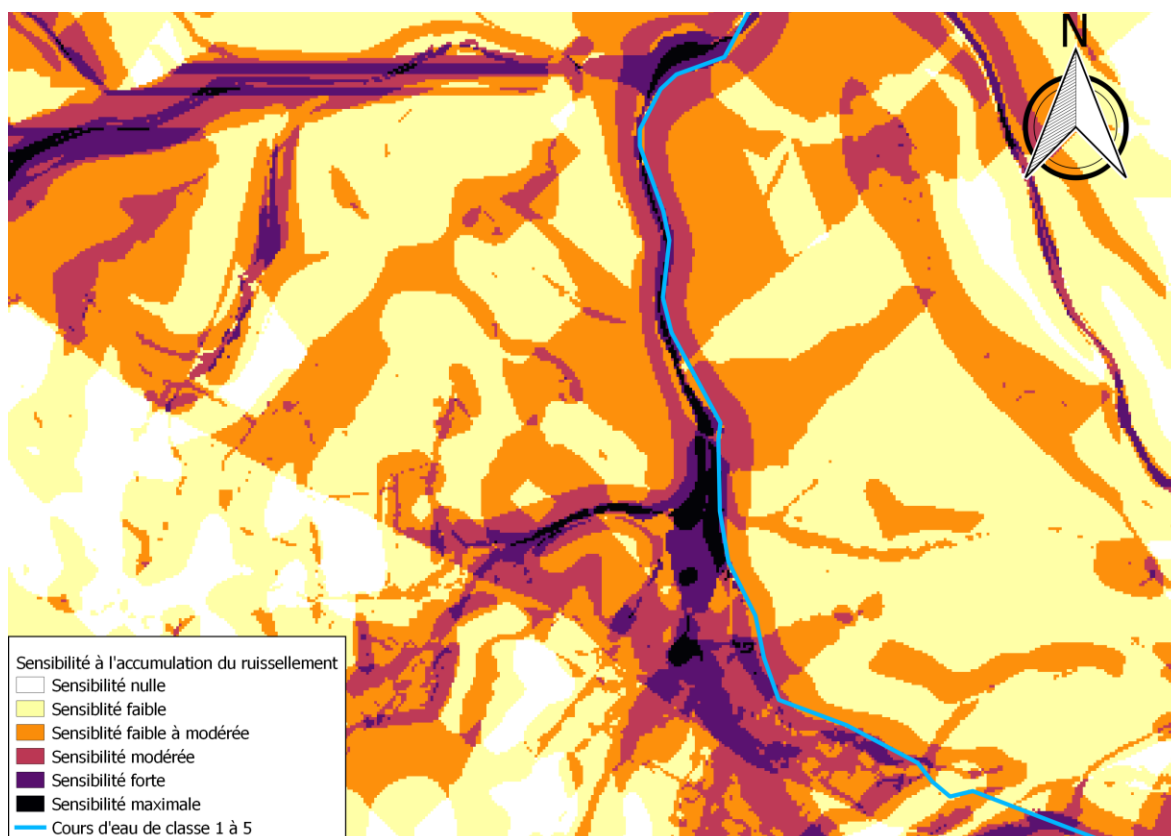 N
Sensibilité à l'accumulation du ruissellement
Sensibilité nulle
Sensiblité faible
Sensiblité faible à modérée
Sensibilité modérée
Sensibilité forte
Sensibilité maximale
Cours d'eau de classe 1 à 5